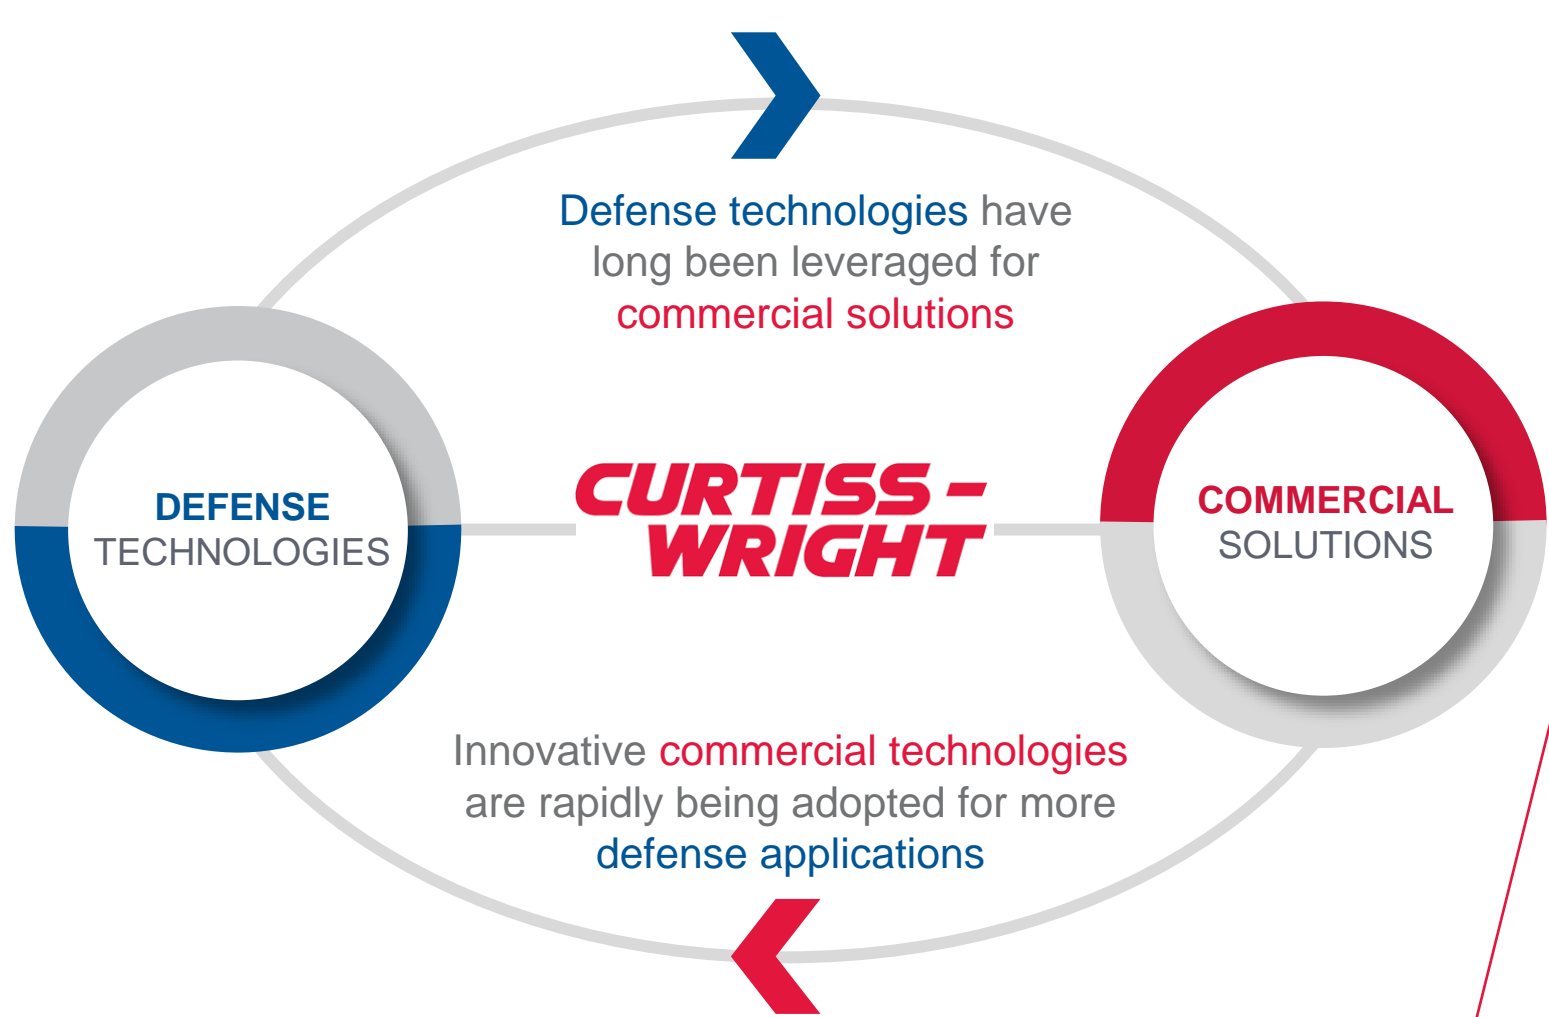 Defense technologies have
long been leveraged for
commercial solutions
DEFENSE
TECHNOLOGIES
CURTISS-
WRIGHT
COMMERCIAL
SOLUTIONS
Innovative commercial technologies
are rapidly being adopted for more
defense applications